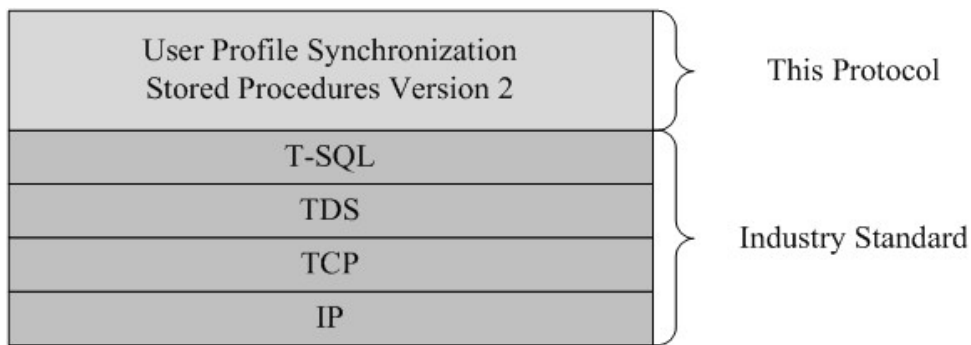 User Profile Synchronization
Stored Procedures Version 2
This Protocol
T-SQL
TDS
TCP
IP
Industry Standard